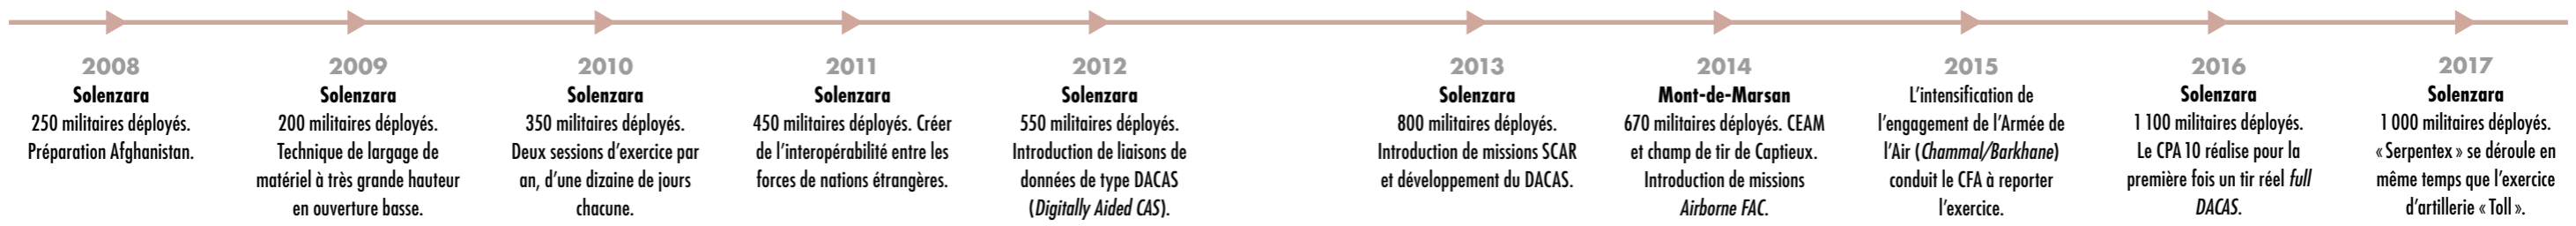 2008
Solenzara
250 militaires déployés.
Préparation Afghanistan.
2009
Solenzara
200 militaires déployés.
Technique de largage de
matériel à très grande hauteur
en ouverture basse.
2010
Solenzara
350 militaires déployés.
Deux sessions d’exercice par
an, d’une dizaine de jours
chacune.
2011
Solenzara
450 militaires déployés. Créer
de l’interopérabilité entre les
forces de nations étrangères.
2012
Solenzara
550 militaires déployés.
Introduction de liaisons de
données de type DACAS
(Digitally Aided CAS).
2013
Solenzara
800 militaires déployés.
Introduction de missions SCAR
et développement du DACAS.
2014
Mont-de-Marsan
670 militaires déployés. CEAM
et champ de tir de Captieux.
Introduction de missions
Airborne FAC.
2015
L’intensification de
l’engagement de l’Armée de
l’Air (Chammal/Barkhane)
conduit le CFA à reporter
l’exercice.
2016
Solenzara
1 100 militaires déployés.
Le CPA 10 réalise pour la
première fois un tir réel full
DACAS.
2017
Solenzara
1 000 militaires déployés.
« Serpentex » se déroule en
même temps que l’exercice
d’artillerie « Toll ».